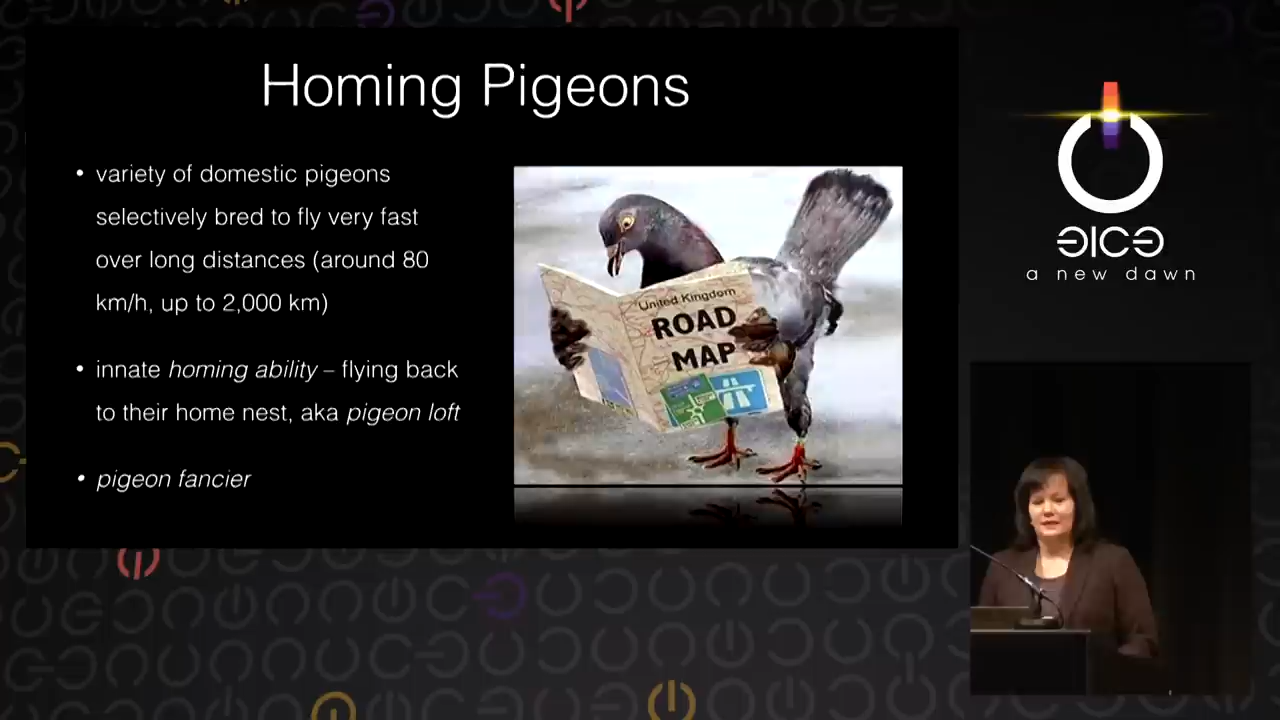 Homing Pigeons
• variety of domestic pigeons
selectively bred to fly very fast
over long distances (around 80
km/h, up to 2,000 km)
• innate homing ability – flying back
to their home nest, aka pigeon loft
• pigeon fancier
United Kingdom
ROAD
MAP
ƎICƏ
a new dawn